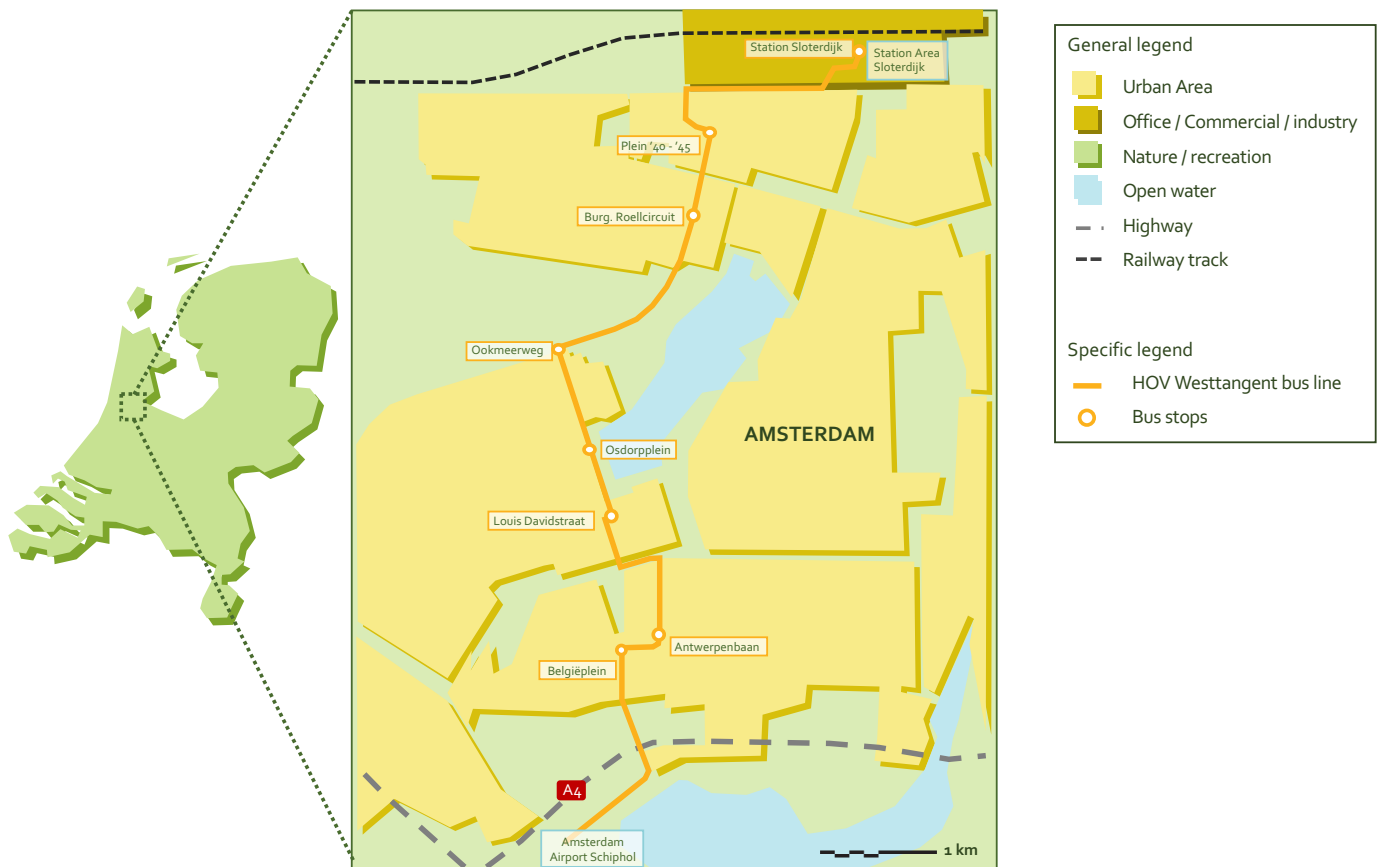 Station Sloterdijk
Station Area
Sloterdijk
Plein ’40 - ’45
Burg. Roellcircuit
Ookmeerweg
Osdorpplein
AMSTERDAM
Louis Davidstraat
Antwerpenbaan
Belgiëplein
A4
Amsterdam
Airport Schiphol
1 km
General legend
Urban Area
Office / Commercial / industry
Nature / recreation
Open water
Highway
Railway track
Specific legend
HOV Westtangent bus line
Bus stops